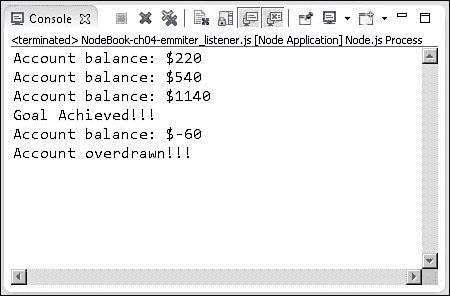 Console
<terminated> NodeBook-ch04-emmiter_listener.js [Node Application] Node.js Process
Account balance: $220
Account balance: $540
Account balance: $1140
Goal Achieved!!!
Account balance: $-60
Account overdrawn!!!